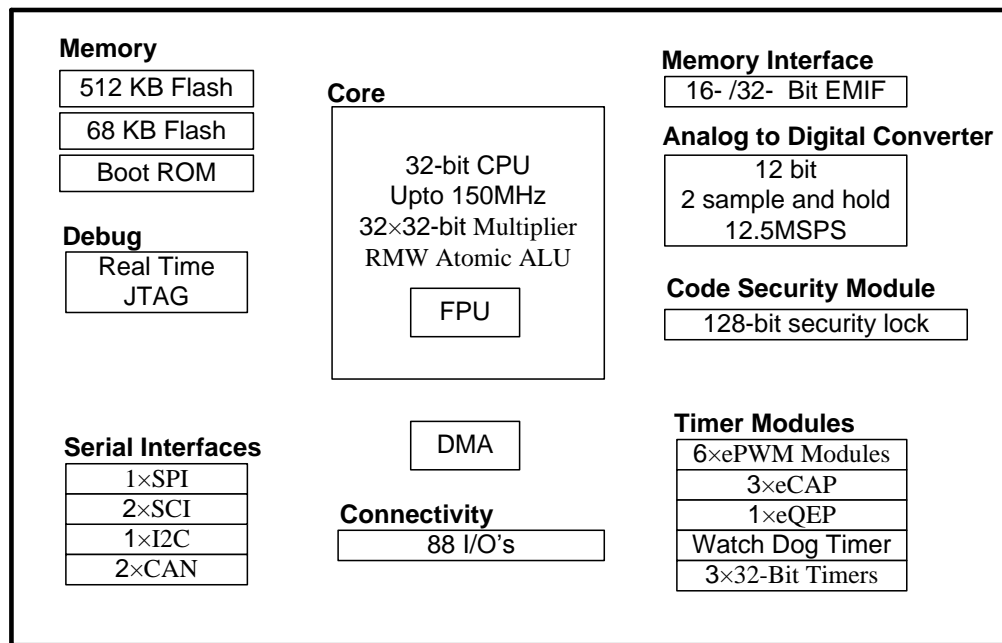 Memory
512 KB Flash
68 KB Flash
Boot ROM
Debug
Real Time
JTAG
Serial Interfaces
1×SPI
2×SCI
1×I2C
2×CAN
Core
32-bit CPU
Upto 150MHz
32×32-bit Multiplier
RMW Atomic ALU
FPU
DMA
Connectivity
88 I/O's
Memory Interface
16- /32- Bit EMIF
Analog to Digital Converter
12 bit
2 sample and hold
12.5MSPS
Code Security Module
128-bit security lock
Timer Modules
6×ePWM Modules
3×eCAP
1×eQEP
Watch Dog Timer
3×32-Bit Timers